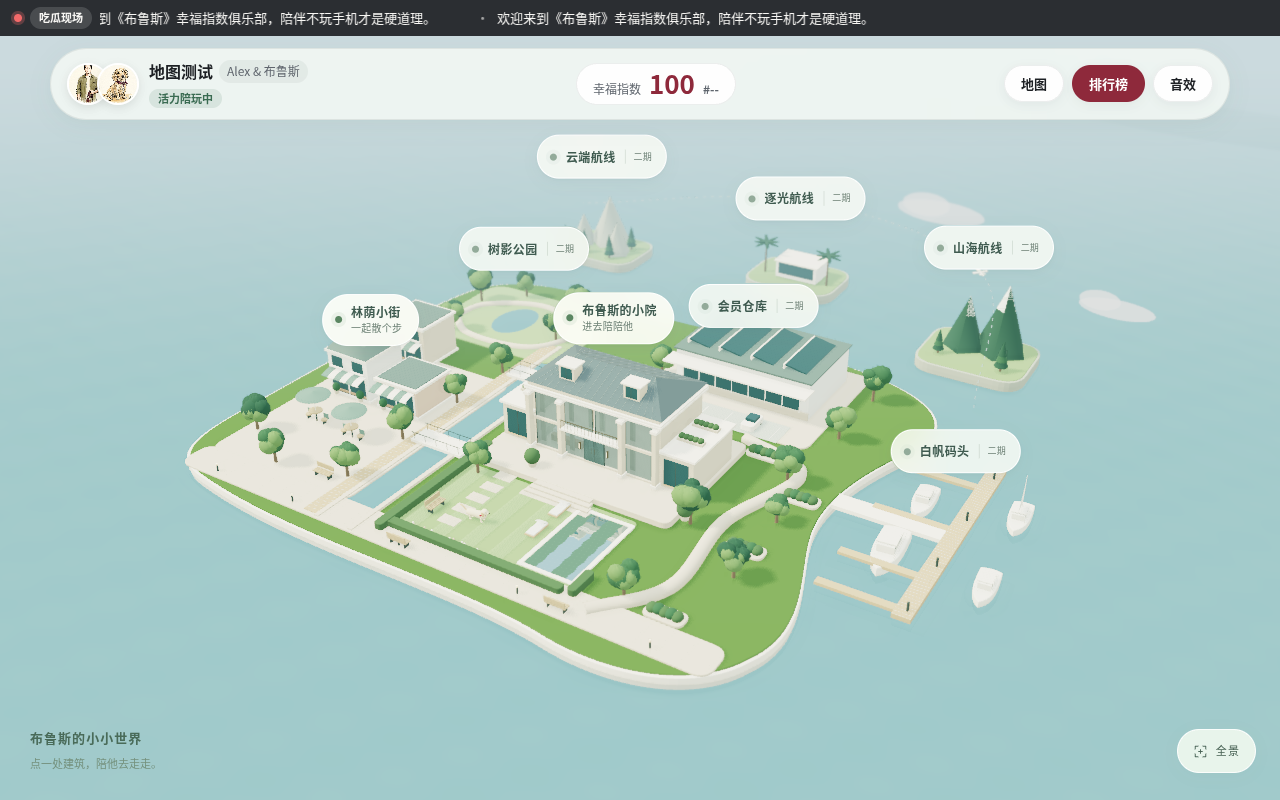 吃瓜现场 到《布鲁斯》幸福指数俱乐部，陪伴不玩手机才是硬道理。 • 欢迎来到《布鲁斯》幸福指数俱乐部，陪伴不玩手机才是硬道理。
地图测试 Alex & 布鲁斯
活力陪玩中
幸福指数 100 #--
地图 排行榜 音效
云端航线 二期
逐光航线 二期
树影公园 二期
山海航线 二期
林荫小街
一起散个步
布鲁斯的小院
进去陪陪他
会员仓库 二期
白帆码头 二期
布鲁斯的小小世界
点一处建筑，陪他去走走。
全景